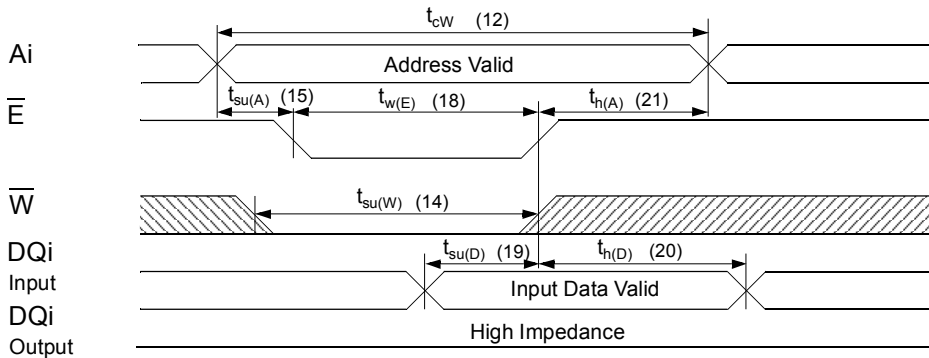 t_cW (12)
Ai
Address Valid
t_su(A) (15) t_w(E) (18) t_h(A) (21)
E̅
t_su(W) (14)
W̅
t_su(D) (19) t_h(D) (20)
DQi
Input
Input Data Valid
DQi
Output
High Impedance